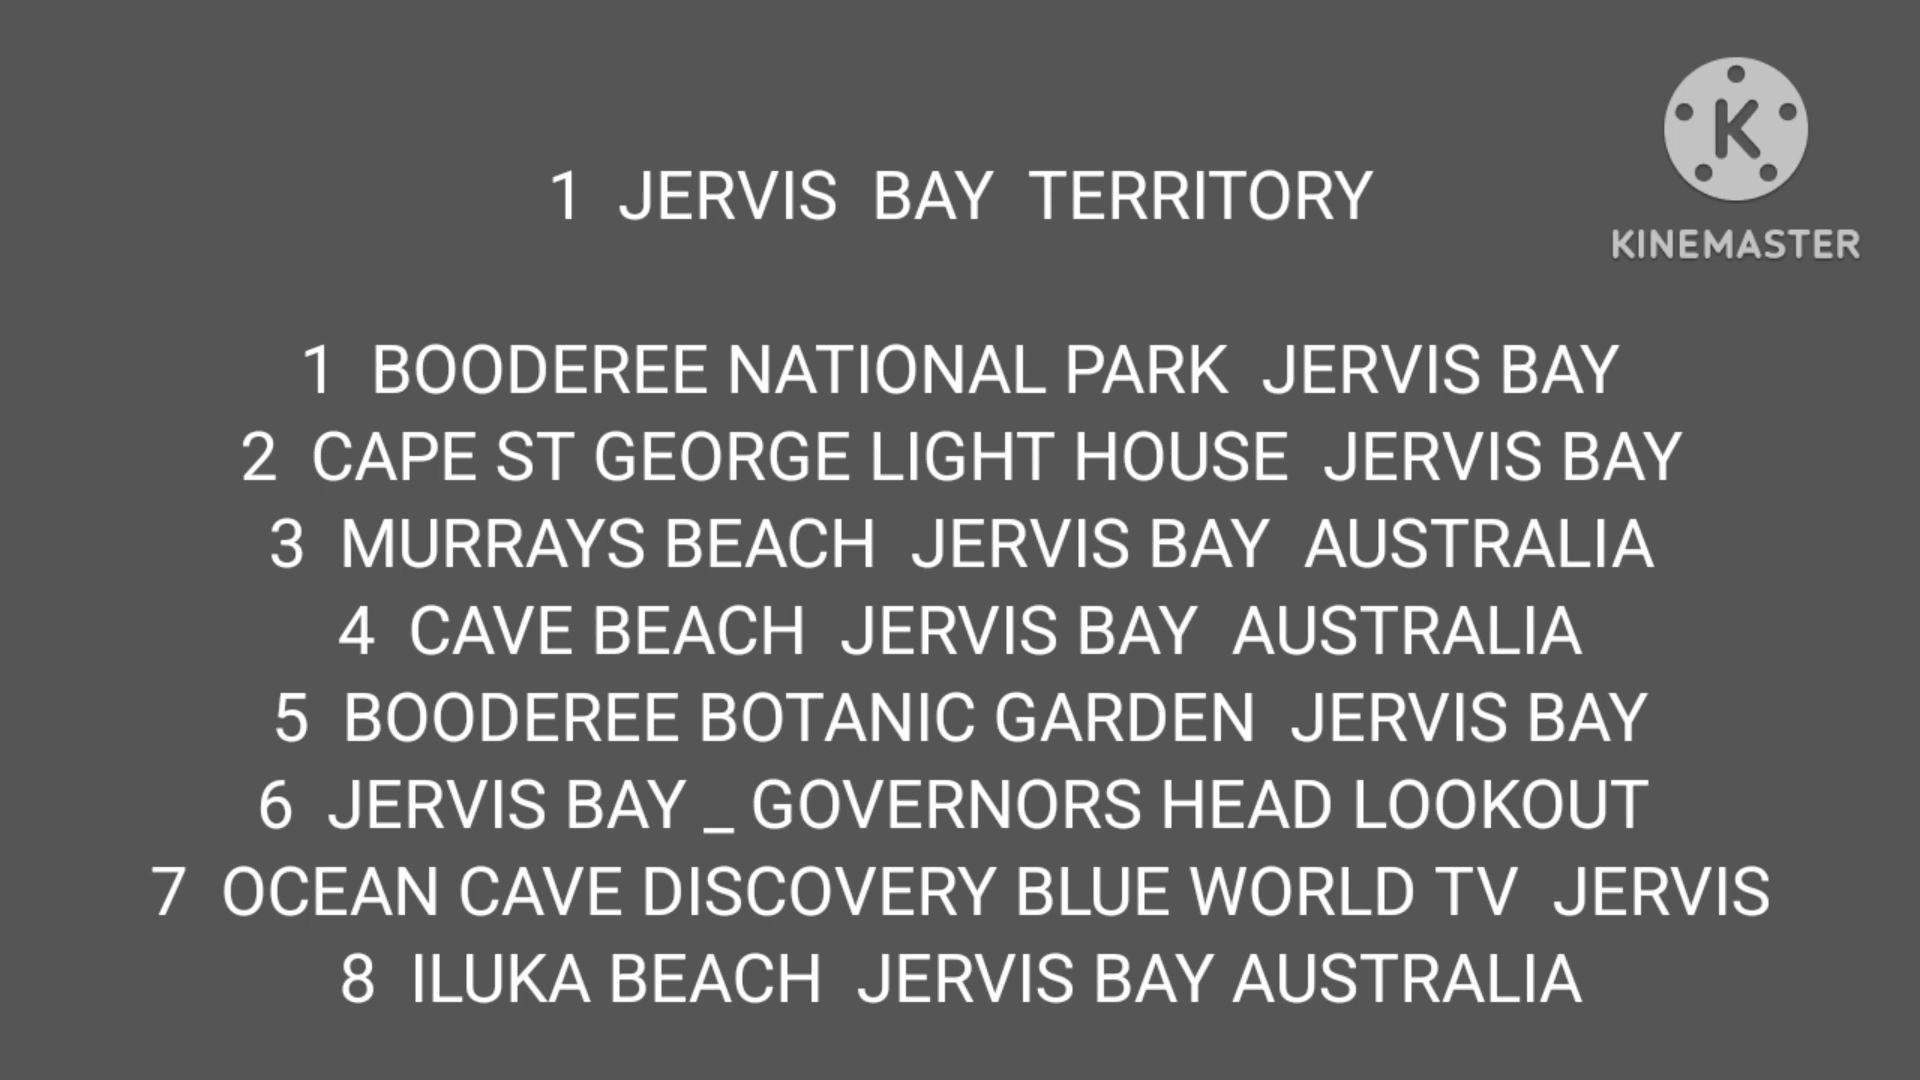 K
KINEMASTER
1 JERVIS BAY TERRITORY
1 BOODEREE NATIONAL PARK JERVIS BAY
2 CAPE ST GEORGE LIGHT HOUSE JERVIS BAY
3 MURRAYS BEACH JERVIS BAY AUSTRALIA
4 CAVE BEACH JERVIS BAY AUSTRALIA
5 BOODEREE BOTANIC GARDEN JERVIS BAY
6 JERVIS BAY _ GOVERNORS HEAD LOOKOUT
7 OCEAN CAVE DISCOVERY BLUE WORLD TV JERVIS
8 ILUKA BEACH JERVIS BAY AUSTRALIA